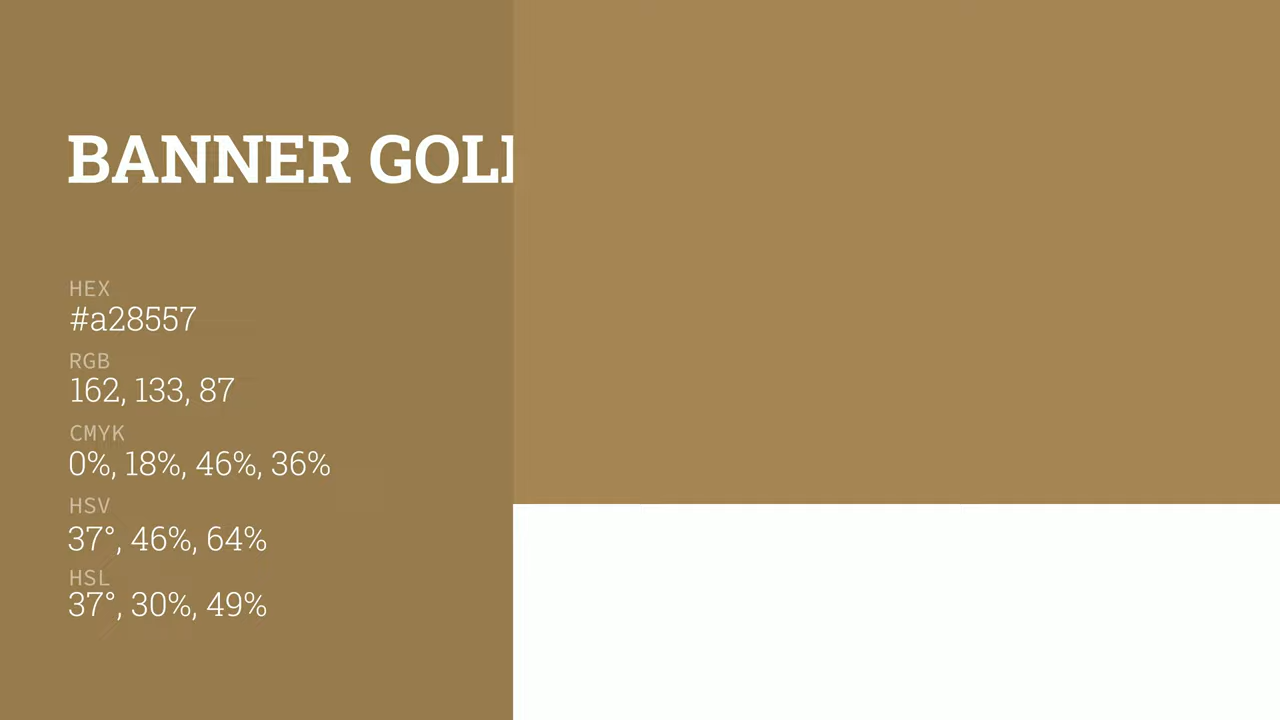 BANNER GOL
HEX
#a28557
RGB
162, 133, 87
CMYK
0%, 18%, 46%, 36%
HSV
37°, 46%, 64%
HSL
37°, 30%, 49%